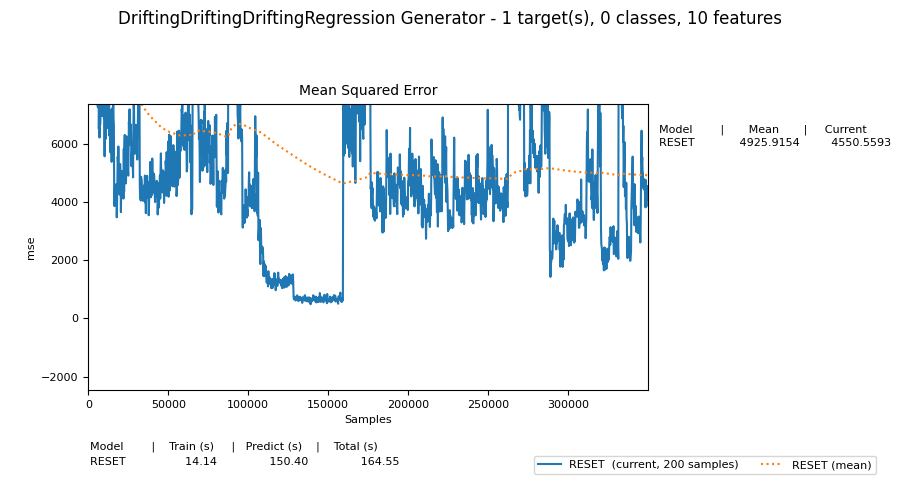 DriftingDriftingDriftingRegression Generator - 1 target(s), 0 classes, 10 features
Mean Squared Error
6000
4000
2000
0
−2000
mse
0 50000 100000 150000 200000 250000 300000
Samples
Model | Mean | Current
RESET 4925.9154 4550.5593
Model | Train (s) | Predict (s) | Total (s)
RESET 14.14 150.40 164.55
RESET (current, 200 samples) RESET (mean)